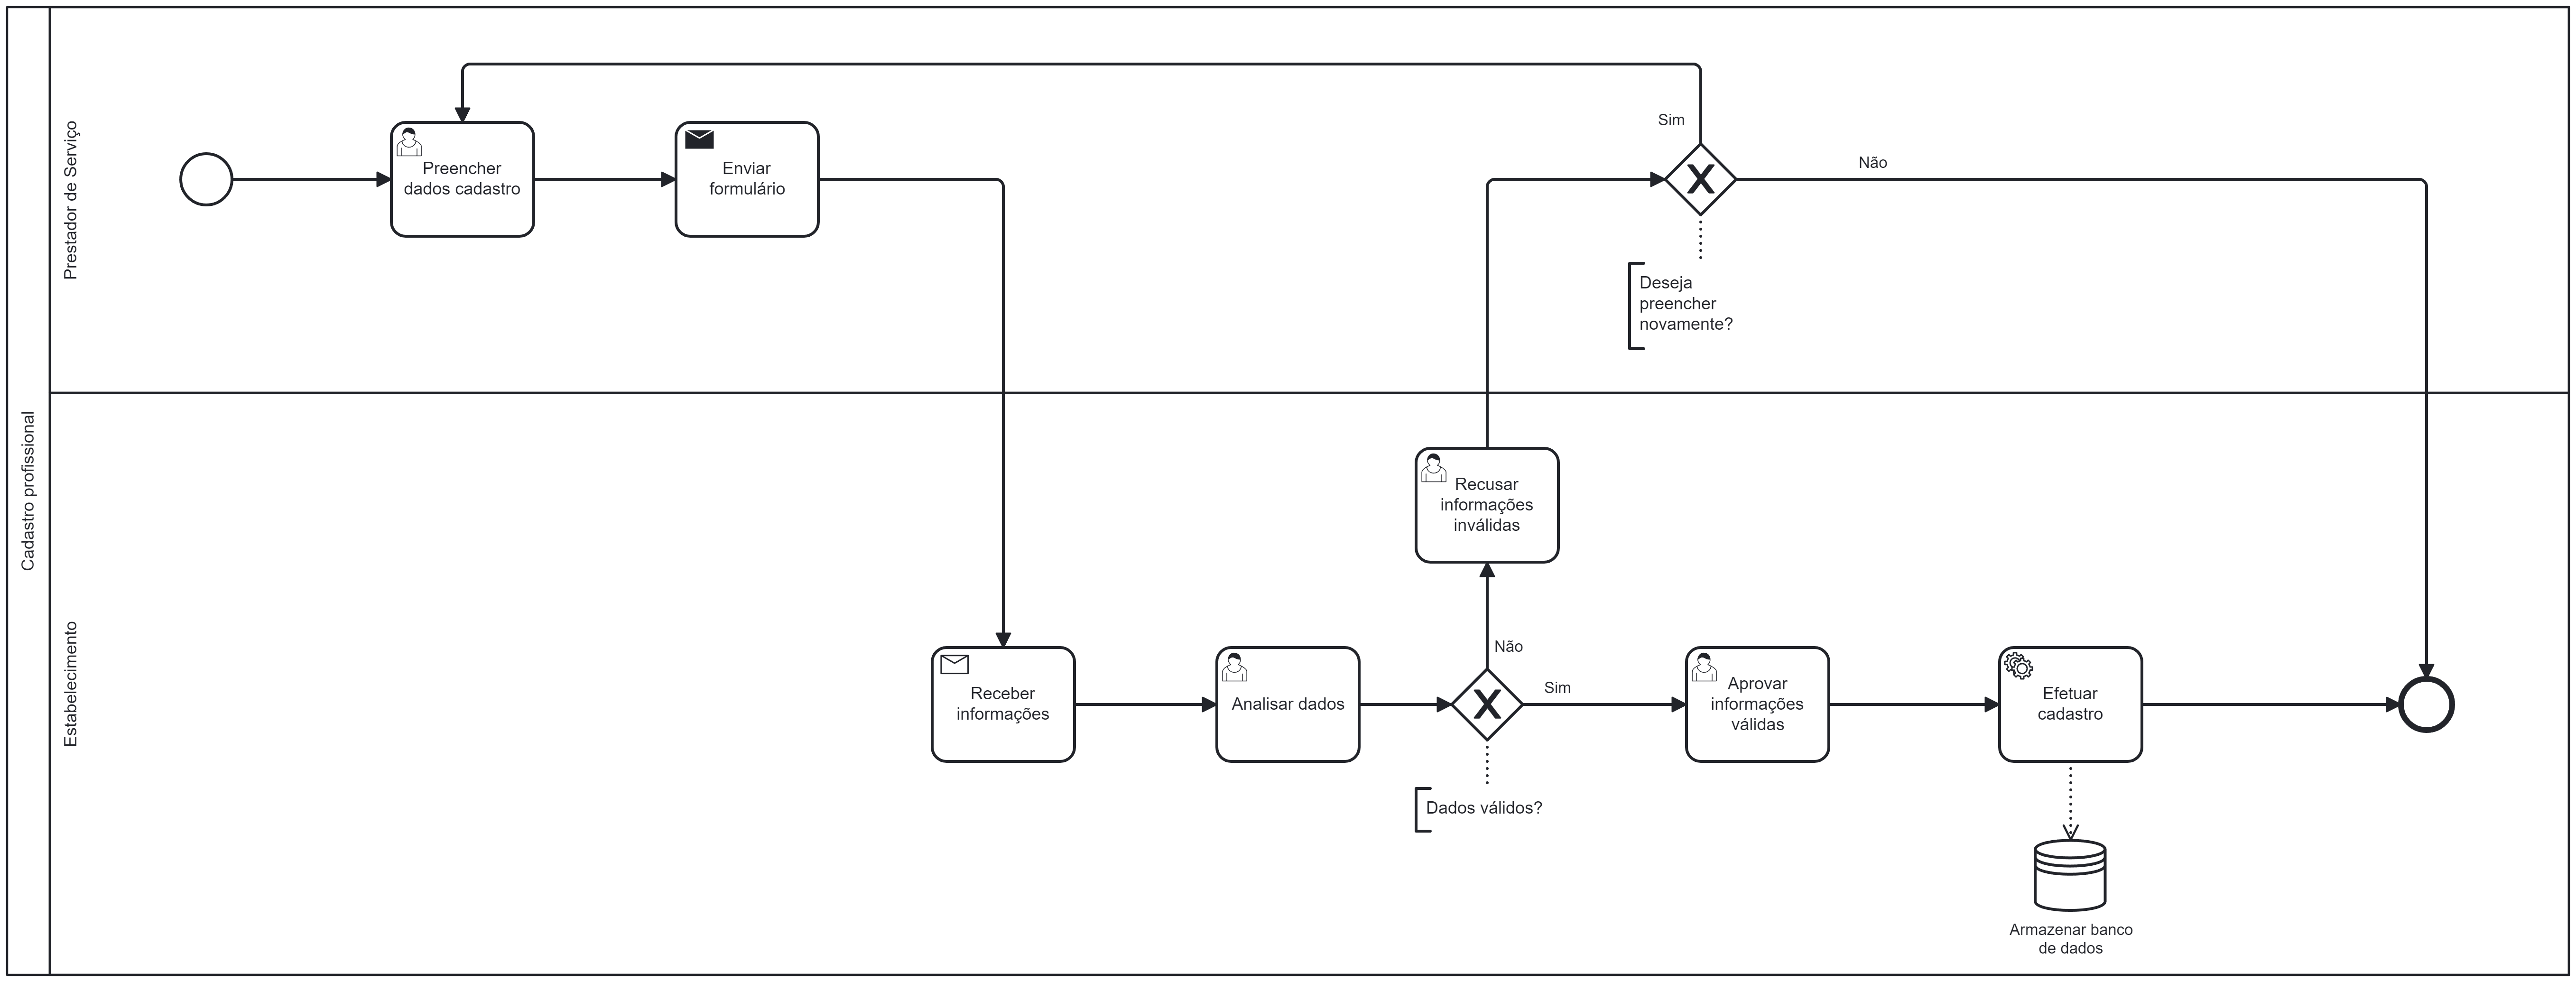 Cadastro profissional
Prestador de Serviço
Preencher
dados cadastro
Enviar
formulário
Sim
Não
Deseja
preencher
novamente?
Estabelecimento
Recusar
informações
inválidas
Receber
informações
Analisar dados
Não
Sim
Dados válidos?
Aprovar
informações
válidas
Efetuar
cadastro
Armazenar banco
de dados